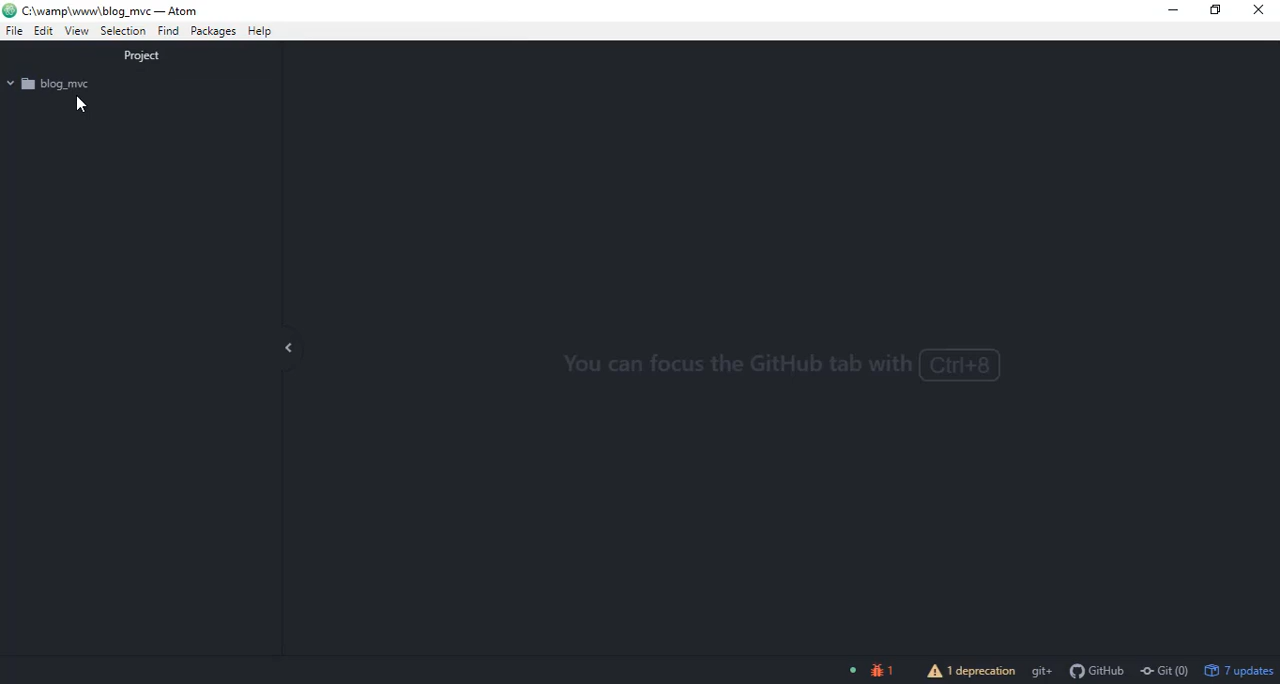 C:\wamp\www\blog_mvc — Atom
File Edit View Selection Find Packages Help
Project
blog_mvc
You can focus the GitHub tab with Ctrl+8
1 1 deprecation git+ GitHub Git (0) 7 updates